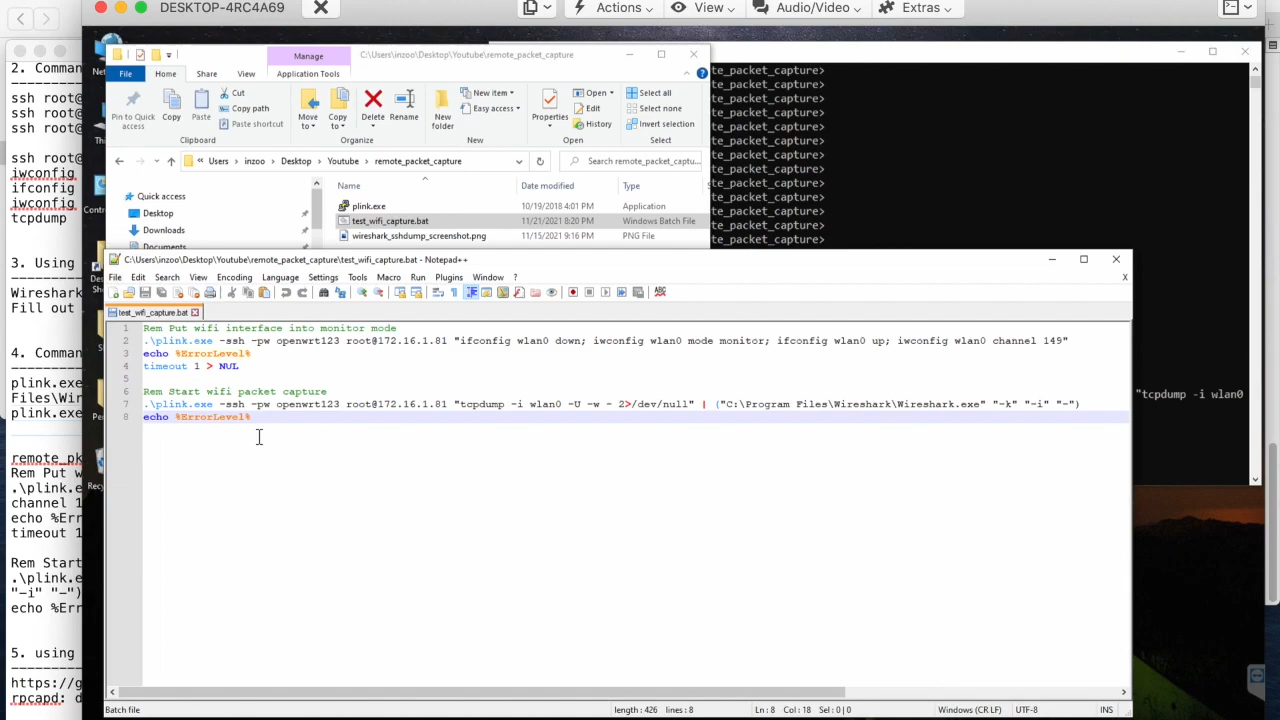 DESKTOP-4RC4A69
Actions
View
Audio/Video
Extras
2. Comman
ssh root@
ssh root@
ssh root@
ssh root@
iwconfig
ifconfig
iwconfig
tcpdump
3. Using
Wireshark
Fill out
4. Comman
plink.exe
Files\Wir
plink.exe
remote_pk
Rem Put w
.\plink.e
channel 1
echo %Err
timeout 1
Rem Start
.\plink.e
"-i" "-")
echo %Err
5. using
https://g
rpcapd: d
Manage
C:\Users\inzoo\Desktop\Youtube\remote_packet_capture
File
Home
Share
View
Application Tools
Pin to Quick access
Copy
Paste
Cut
Copy path
Paste shortcut
Clipboard
Move to
Copy to
Delete
Rename
Organize
New folder
New item
Easy access
New
Properties
Open
Edit
History
Open
Select all
Select none
Invert selection
Select
Users
inzoo
Desktop
Youtube
remote_packet_capture
Search remote_packet_captu...
Quick access
Desktop
Downloads
Documents
Name
Date modified
Type
plink.exe
10/19/2018 4:01 PM
Application
test_wifi_capture.bat
11/21/2021 8:20 PM
Windows Batch File
wireshark_sshdump_screenshot.png
11/15/2021 9:16 PM
PNG File
te_packet_capture>
te_packet_capture>
te_packet_capture>
te_packet_capture>
te_packet_capture>
te_packet_capture>
te_packet_capture>
te_packet_capture>
te_packet_capture>
te_packet_capture>
te_packet_capture>
te_packet_capture>
te_packet_capture>
"tcpdump -i wlan0
C:\Users\inzoo\Desktop\Youtube\remote_packet_capture\test_wifi_capture.bat - Notepad++
File Edit Search View Encoding Language Settings Tools Macro Run Plugins Window ?
X
test_wifi_capture.bat
1 Rem Put wifi interface into monitor mode
2 .\plink.exe -ssh -pw openwrt123 root@172.16.1.81 "ifconfig wlan0 down; iwconfig wlan0 mode monitor; ifconfig wlan0 up; iwconfig wlan0 channel 149"
3 echo %ErrorLevel%
4 timeout 1 > NUL
5
6 Rem Start wifi packet capture
7 .\plink.exe -ssh -pw openwrt123 root@172.16.1.81 "tcpdump -i wlan0 -U -w - 2>/dev/null" | ("C:\Program Files\Wireshark\Wireshark.exe" "-k" "-i" "-")
8 echo %ErrorLevel%
Batch file
length : 426 lines : 8
Ln : 8 Col : 18 Sel : 0 | 0
Windows (CR LF)
UTF-8
INS